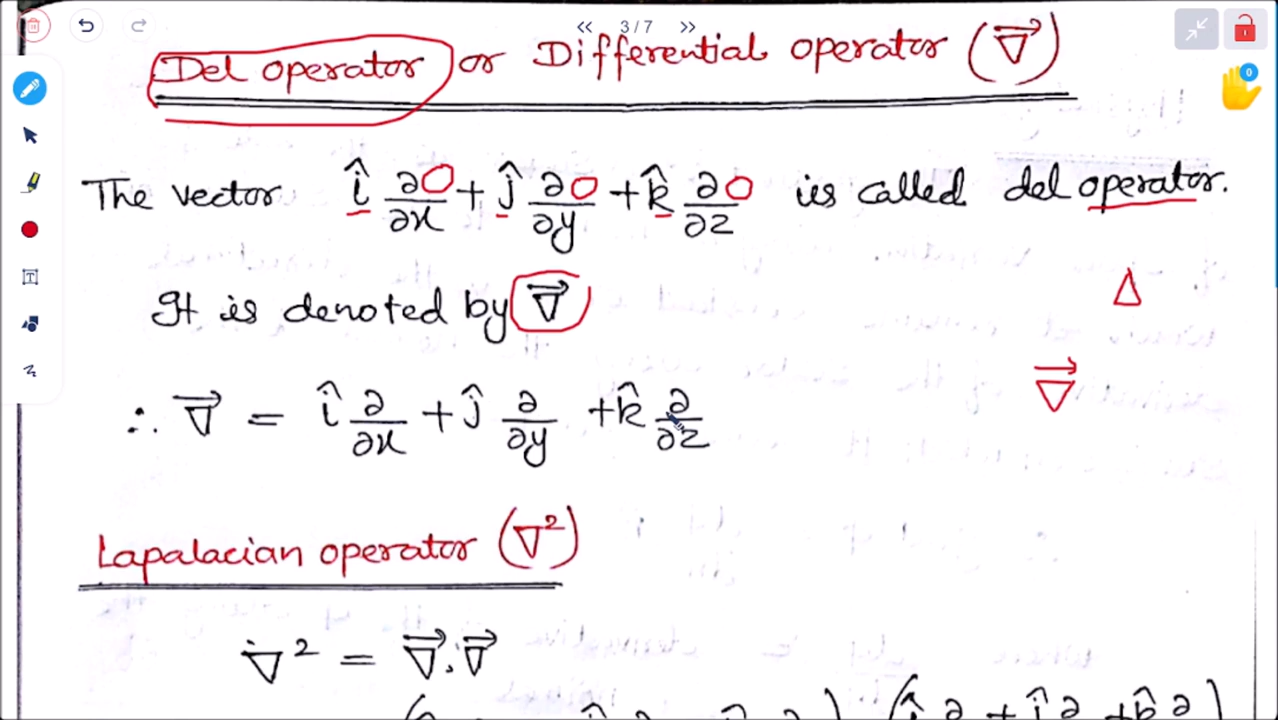 << 3 / 7 >>
Del operator or Differential operator (∇⃗)
The vector î ∂/∂x + ĵ ∂/∂y + k̂ ∂/∂z is called del operator.
Δ
It is denoted by ∇⃗
∇⃗
∴ ∇⃗ = î ∂/∂x + ĵ ∂/∂y + k̂ ∂/∂z
Lapalacian operator (∇²)
∇² = ∇⃗ . ∇⃗